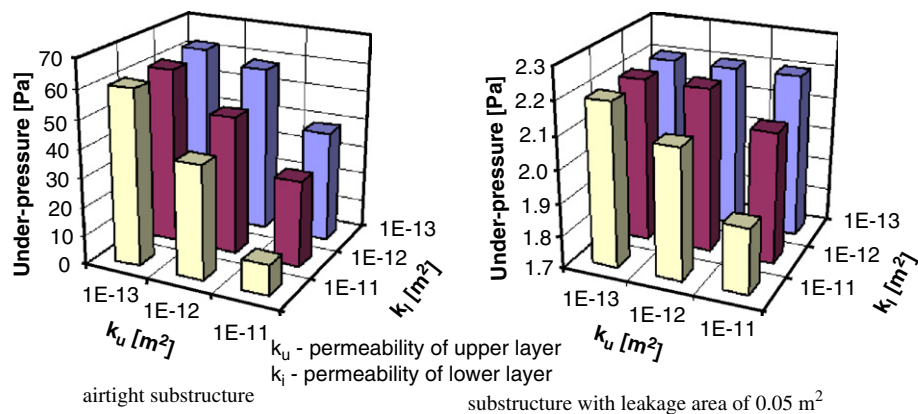 Under-pressure [Pa]
70
60
50
40
30
20
10
0
1E-13
1E-12
1E-11
k_u [m²]
1E-11
1E-12
1E-13
k_l [m²]
Under-pressure [Pa]
2.3
2.2
2.1
2.0
1.9
1.8
1.7
1E-13
1E-12
1E-11
k_u [m²]
1E-11
1E-12
1E-13
k_l [m²]
k_u - permeability of upper layer
k_i - permeability of lower layer
airtight substructure
substructure with leakage area of 0.05 m²